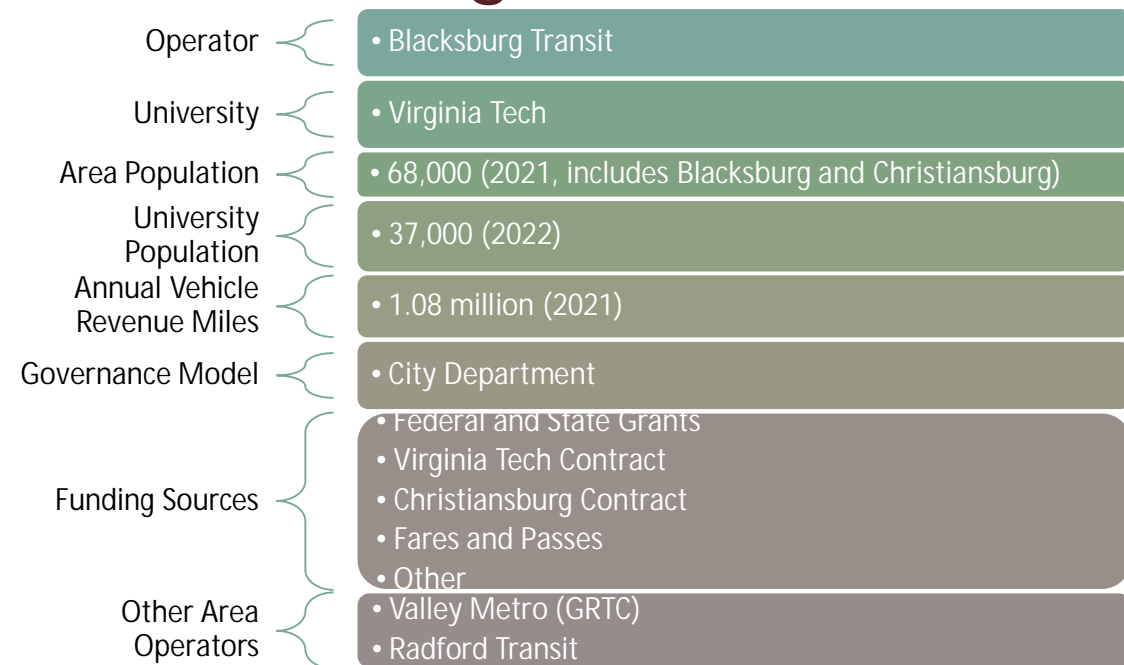 Operator
• Blacksburg Transit
University
• Virginia Tech
Area Population
• 68,000 (2021, includes Blacksburg and Christiansburg)
University
Population
• 37,000 (2022)
Annual Vehicle
Revenue Miles
• 1.08 million (2021)
Governance Model
• City Department
Funding Sources
• Federal and State Grants
• Virginia Tech Contract
• Christiansburg Contract
• Fares and Passes
• Other
Other Area
Operators
• Valley Metro (GRTC)
• Radford Transit